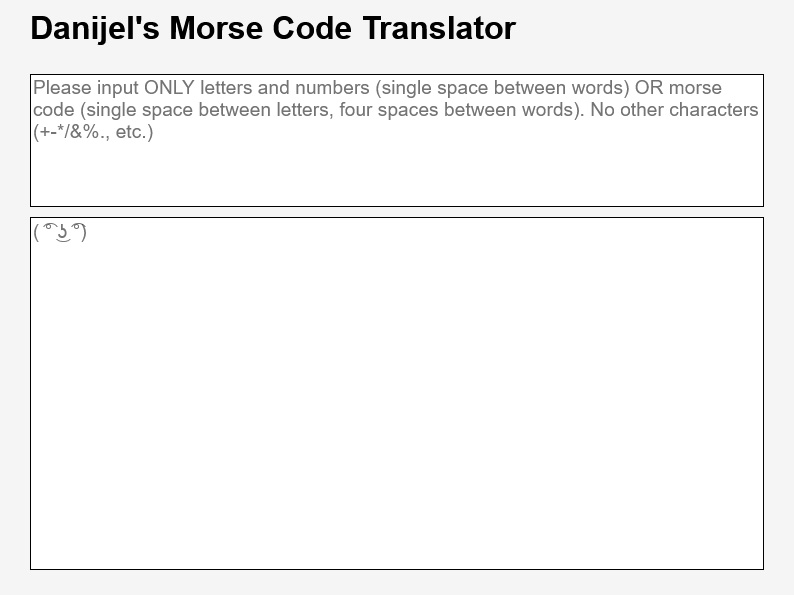 Danijel's Morse Code Translator
Please input ONLY letters and numbers (single space between words) OR morse
code (single space between letters, four spaces between words). No other characters
(+-*/&%., etc.)
( ͡° ͜ʖ ͡°)